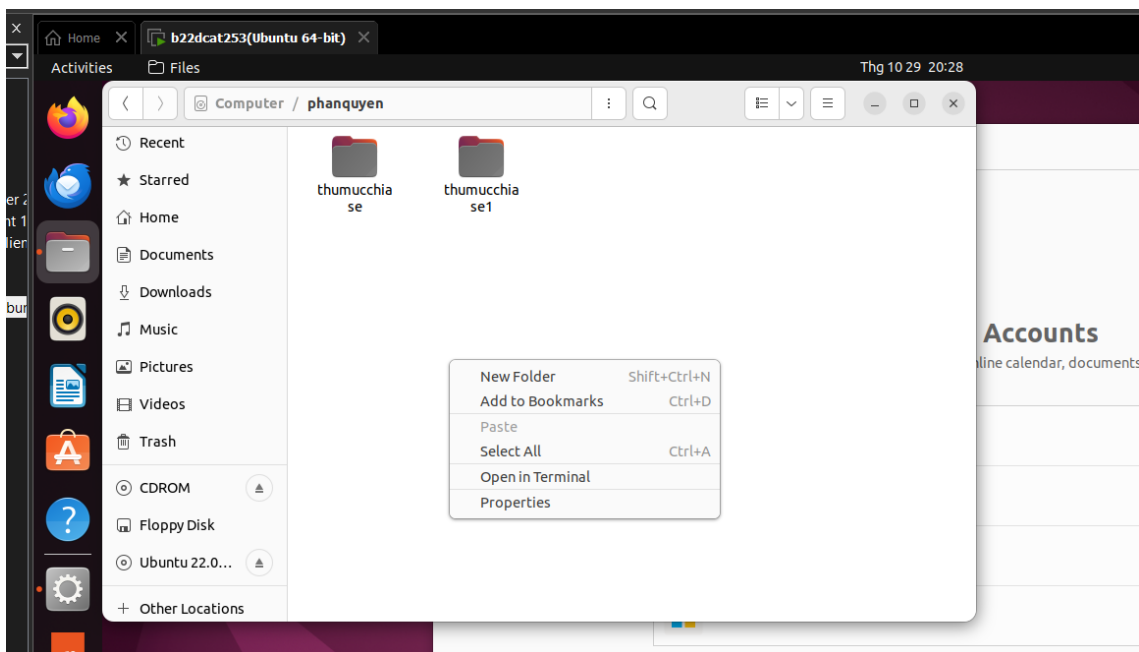 Home
b22dcat253(Ubuntu 64-bit)
Activities
Files
Thg 10 29 20:28
Computer / phanquyen
Recent
Starred
Home
Documents
Downloads
Music
Pictures
Videos
Trash
CDROM
Floppy Disk
Ubuntu 22.0...
+ Other Locations
thumucchia
se
thumucchia
se1
New Folder Shift+Ctrl+N
Add to Bookmarks Ctrl+D
Paste
Select All Ctrl+A
Open in Terminal
Properties
Accounts
calendar, documents